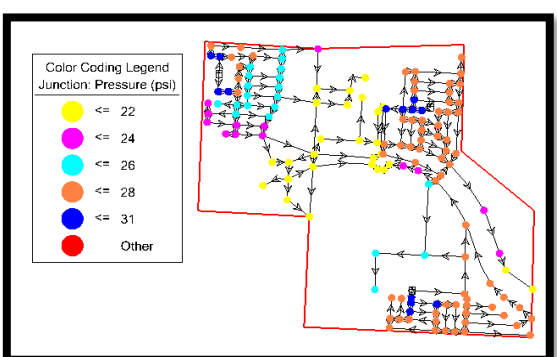 Color Coding Legend
Junction: Pressure (psi)
<= 22
<= 24
<= 26
<= 28
<= 31
Other